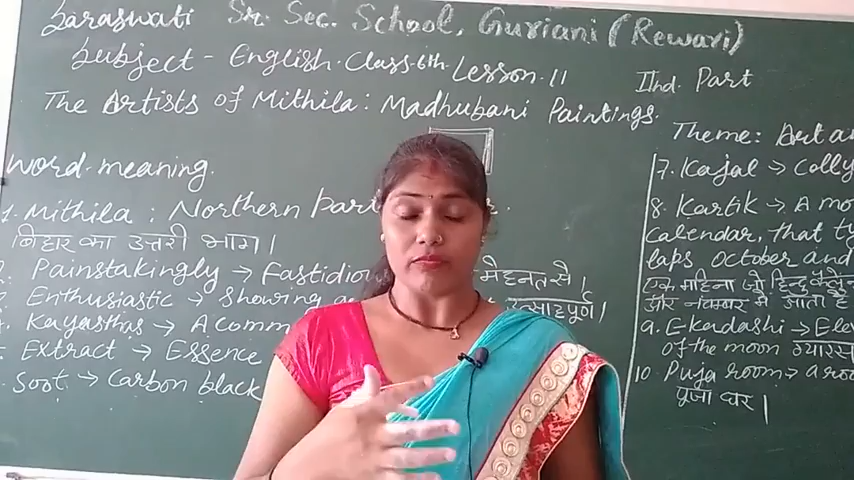 Saraswati Sr. Sec. School, Guriani (Rewari)
Subject - English. Class-6th Lesson-11
IInd. Part
The Artists of Mithila: Madhubani Paintings.
Theme: Art
Word-meaning.
1. Mithila: Northern part
बिहार का उत्तरी भाग।
Painstakingly → Fastidiou मेहनत से।
Enthusiastic → Showing उत्साहपूर्ण।
Kayasthas → A comm
Extract → Essence
Soot → Carbon black
7. Kajal → Colly
8. Kartik → A mo
calendar, that ty
laps october and
एक महिना जो हिन्दू
और नवम्बर में आता है
9. Ekadashi → Ele
of the moon ग्यारस
10 Puja room → a roo
पूजा घर।